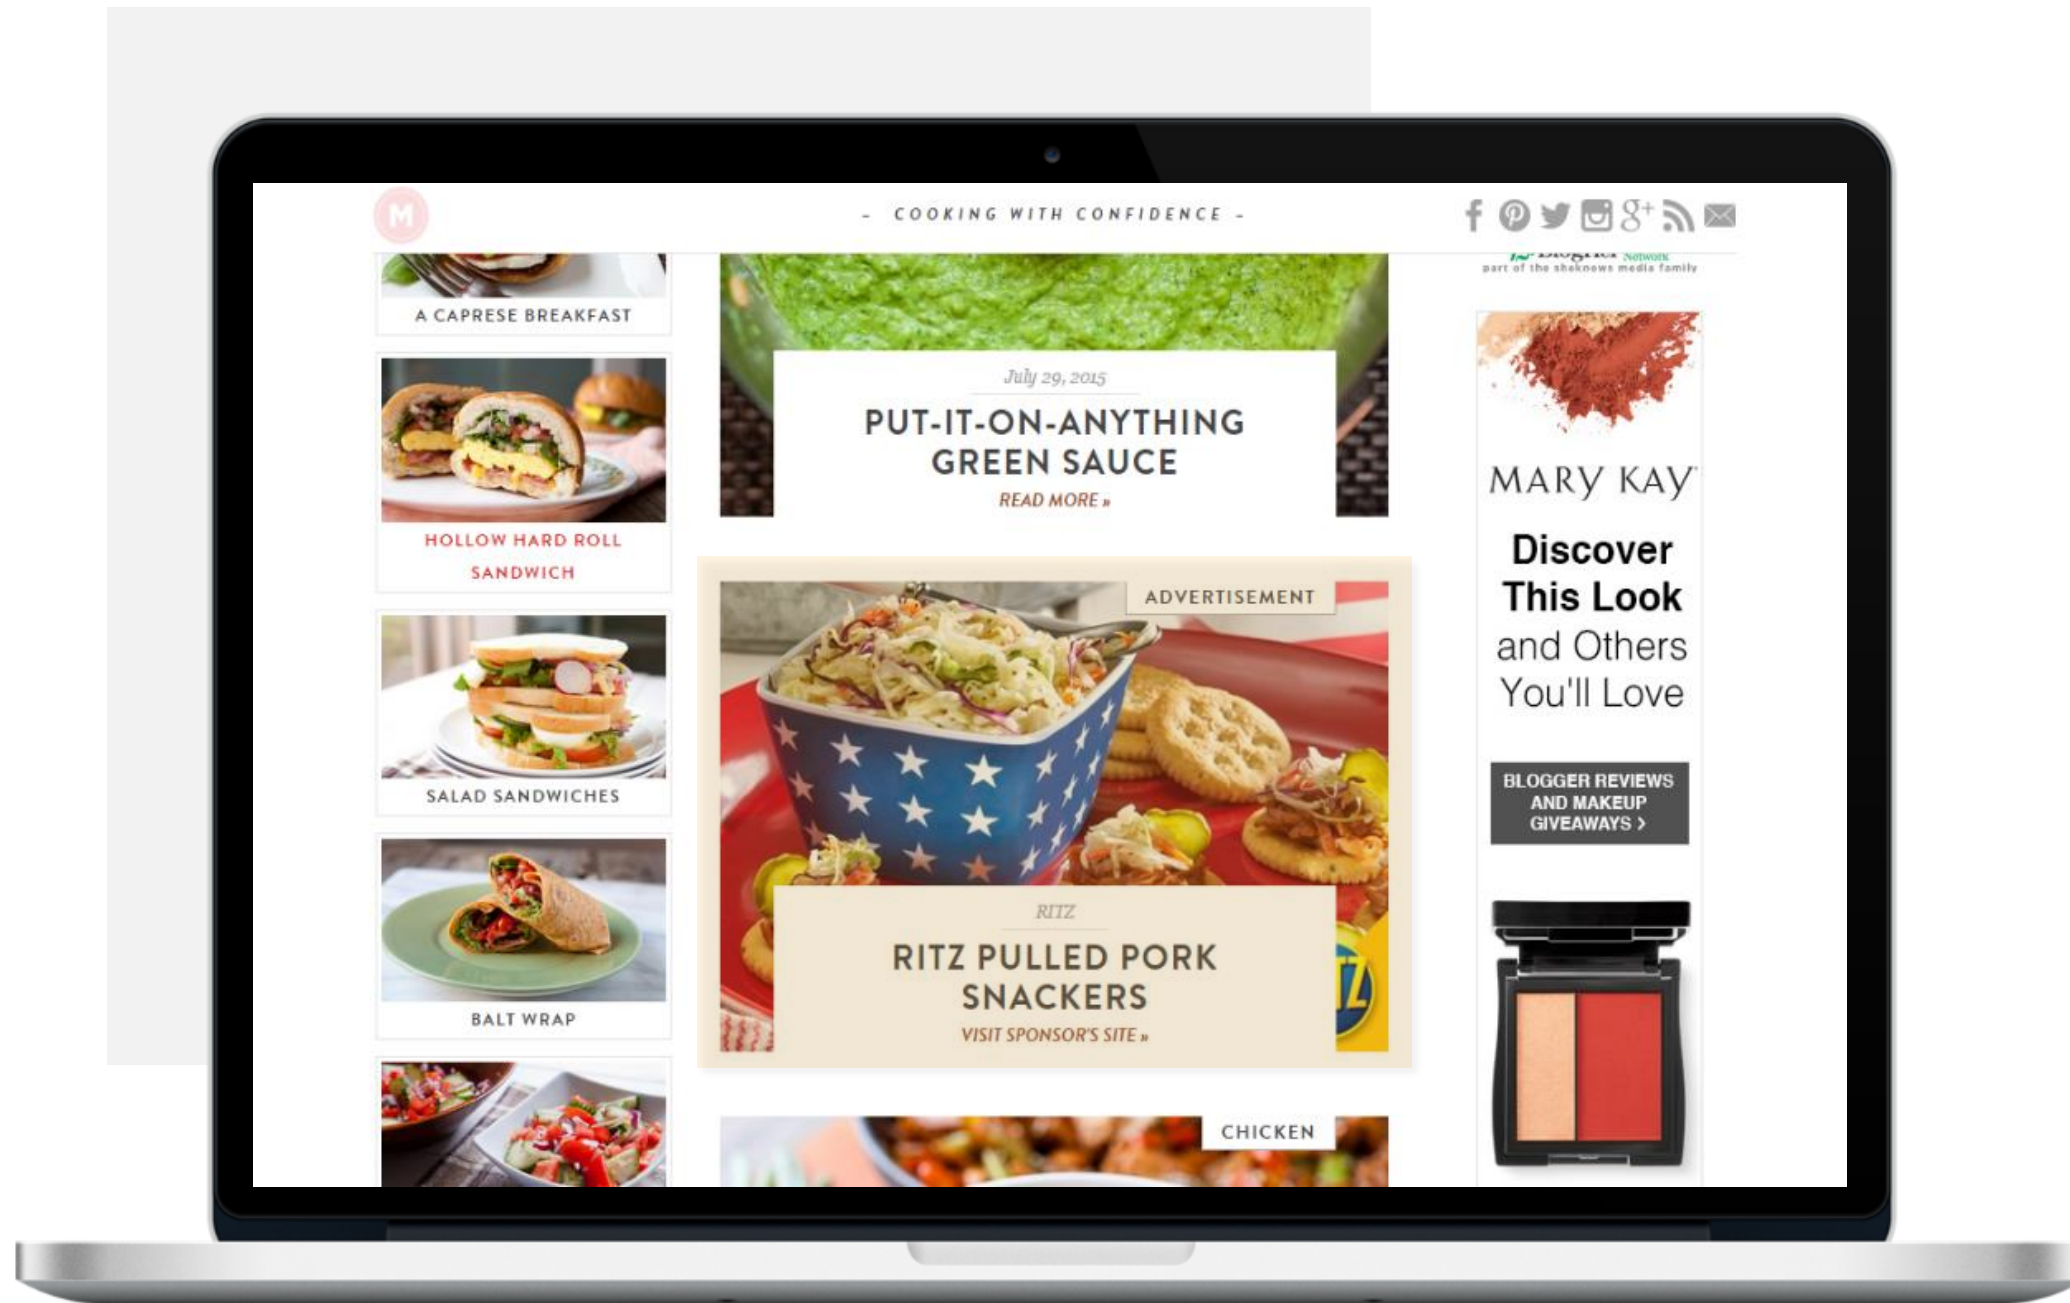 M
- COOKING WITH CONFIDENCE -
g+
A CAPRESE BREAKFAST
HOLLOW HARD ROLL
SANDWICH
SALAD SANDWICHES
BALT WRAP
July 29, 2015
PUT-IT-ON-ANYTHING
GREEN SAUCE
READ MORE »
ADVERTISEMENT
RITZ
RITZ PULLED PORK
SNACKERS
VISIT SPONSOR'S SITE »
CHICKEN
BlogHer Network
part of the sheknows media family
MARY KAY
Discover
This Look
and Others
You'll Love
BLOGGER REVIEWS
AND MAKEUP
GIVEAWAYS >